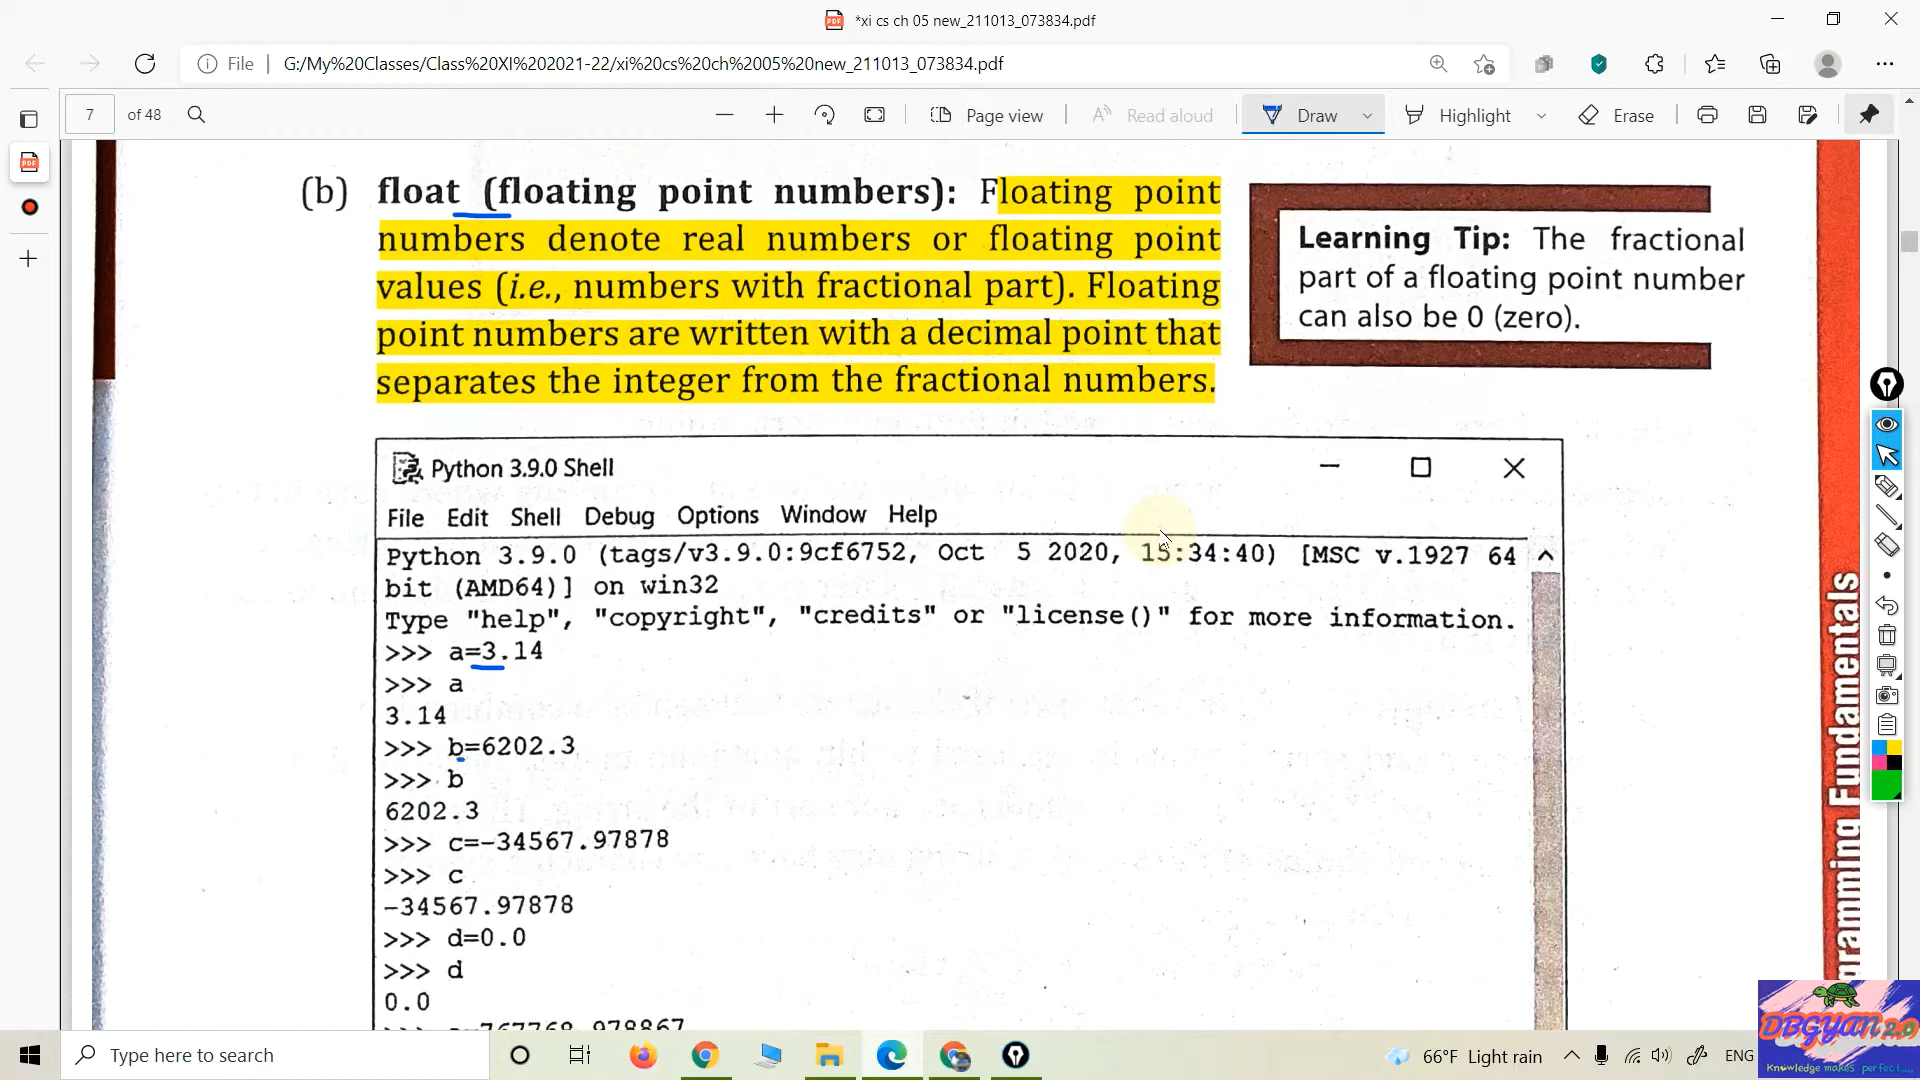 *xi cs ch 05 new_211013_073834.pdf
File | G:/My%20Classes/Class%20XI%202021-22/xi%20cs%20ch%2005%20new_211013_073834.pdf
7 of 48 Page view Read aloud Draw Highlight Erase
(b) float (floating point numbers): Floating point
numbers denote real numbers or floating point
values (i.e., numbers with fractional part). Floating
point numbers are written with a decimal point that
separates the integer from the fractional numbers.
Learning Tip: The fractional
part of a floating point number
can also be 0 (zero).
Python 3.9.0 Shell
File Edit Shell Debug Options Window Help
Python 3.9.0 (tags/v3.9.0:9cf6752, Oct 5 2020, 15:34:40) [MSC v.1927 64
bit (AMD64)] on win32
Type "help", "copyright", "credits" or "license()" for more information.
>>> a=3.14
>>> a
3.14
>>> b=6202.3
>>> b
6202.3
>>> c=-34567.97878
>>> c
-34567.97878
>>> d=0.0
>>> d
0.0
gramming Fundamentals
DBGyan 2.0
Knowledge makes perfect....
Type here to search
66°F Light rain
ENG